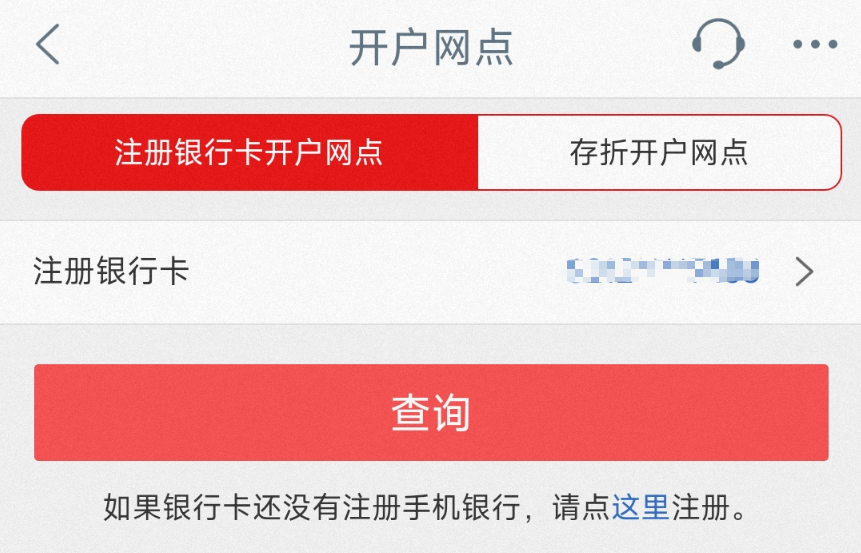 开户网点
注册银行卡开户网点
存折开户网点
注册银行卡
查询
如果银行卡还没有注册手机银行，请点这里注册。